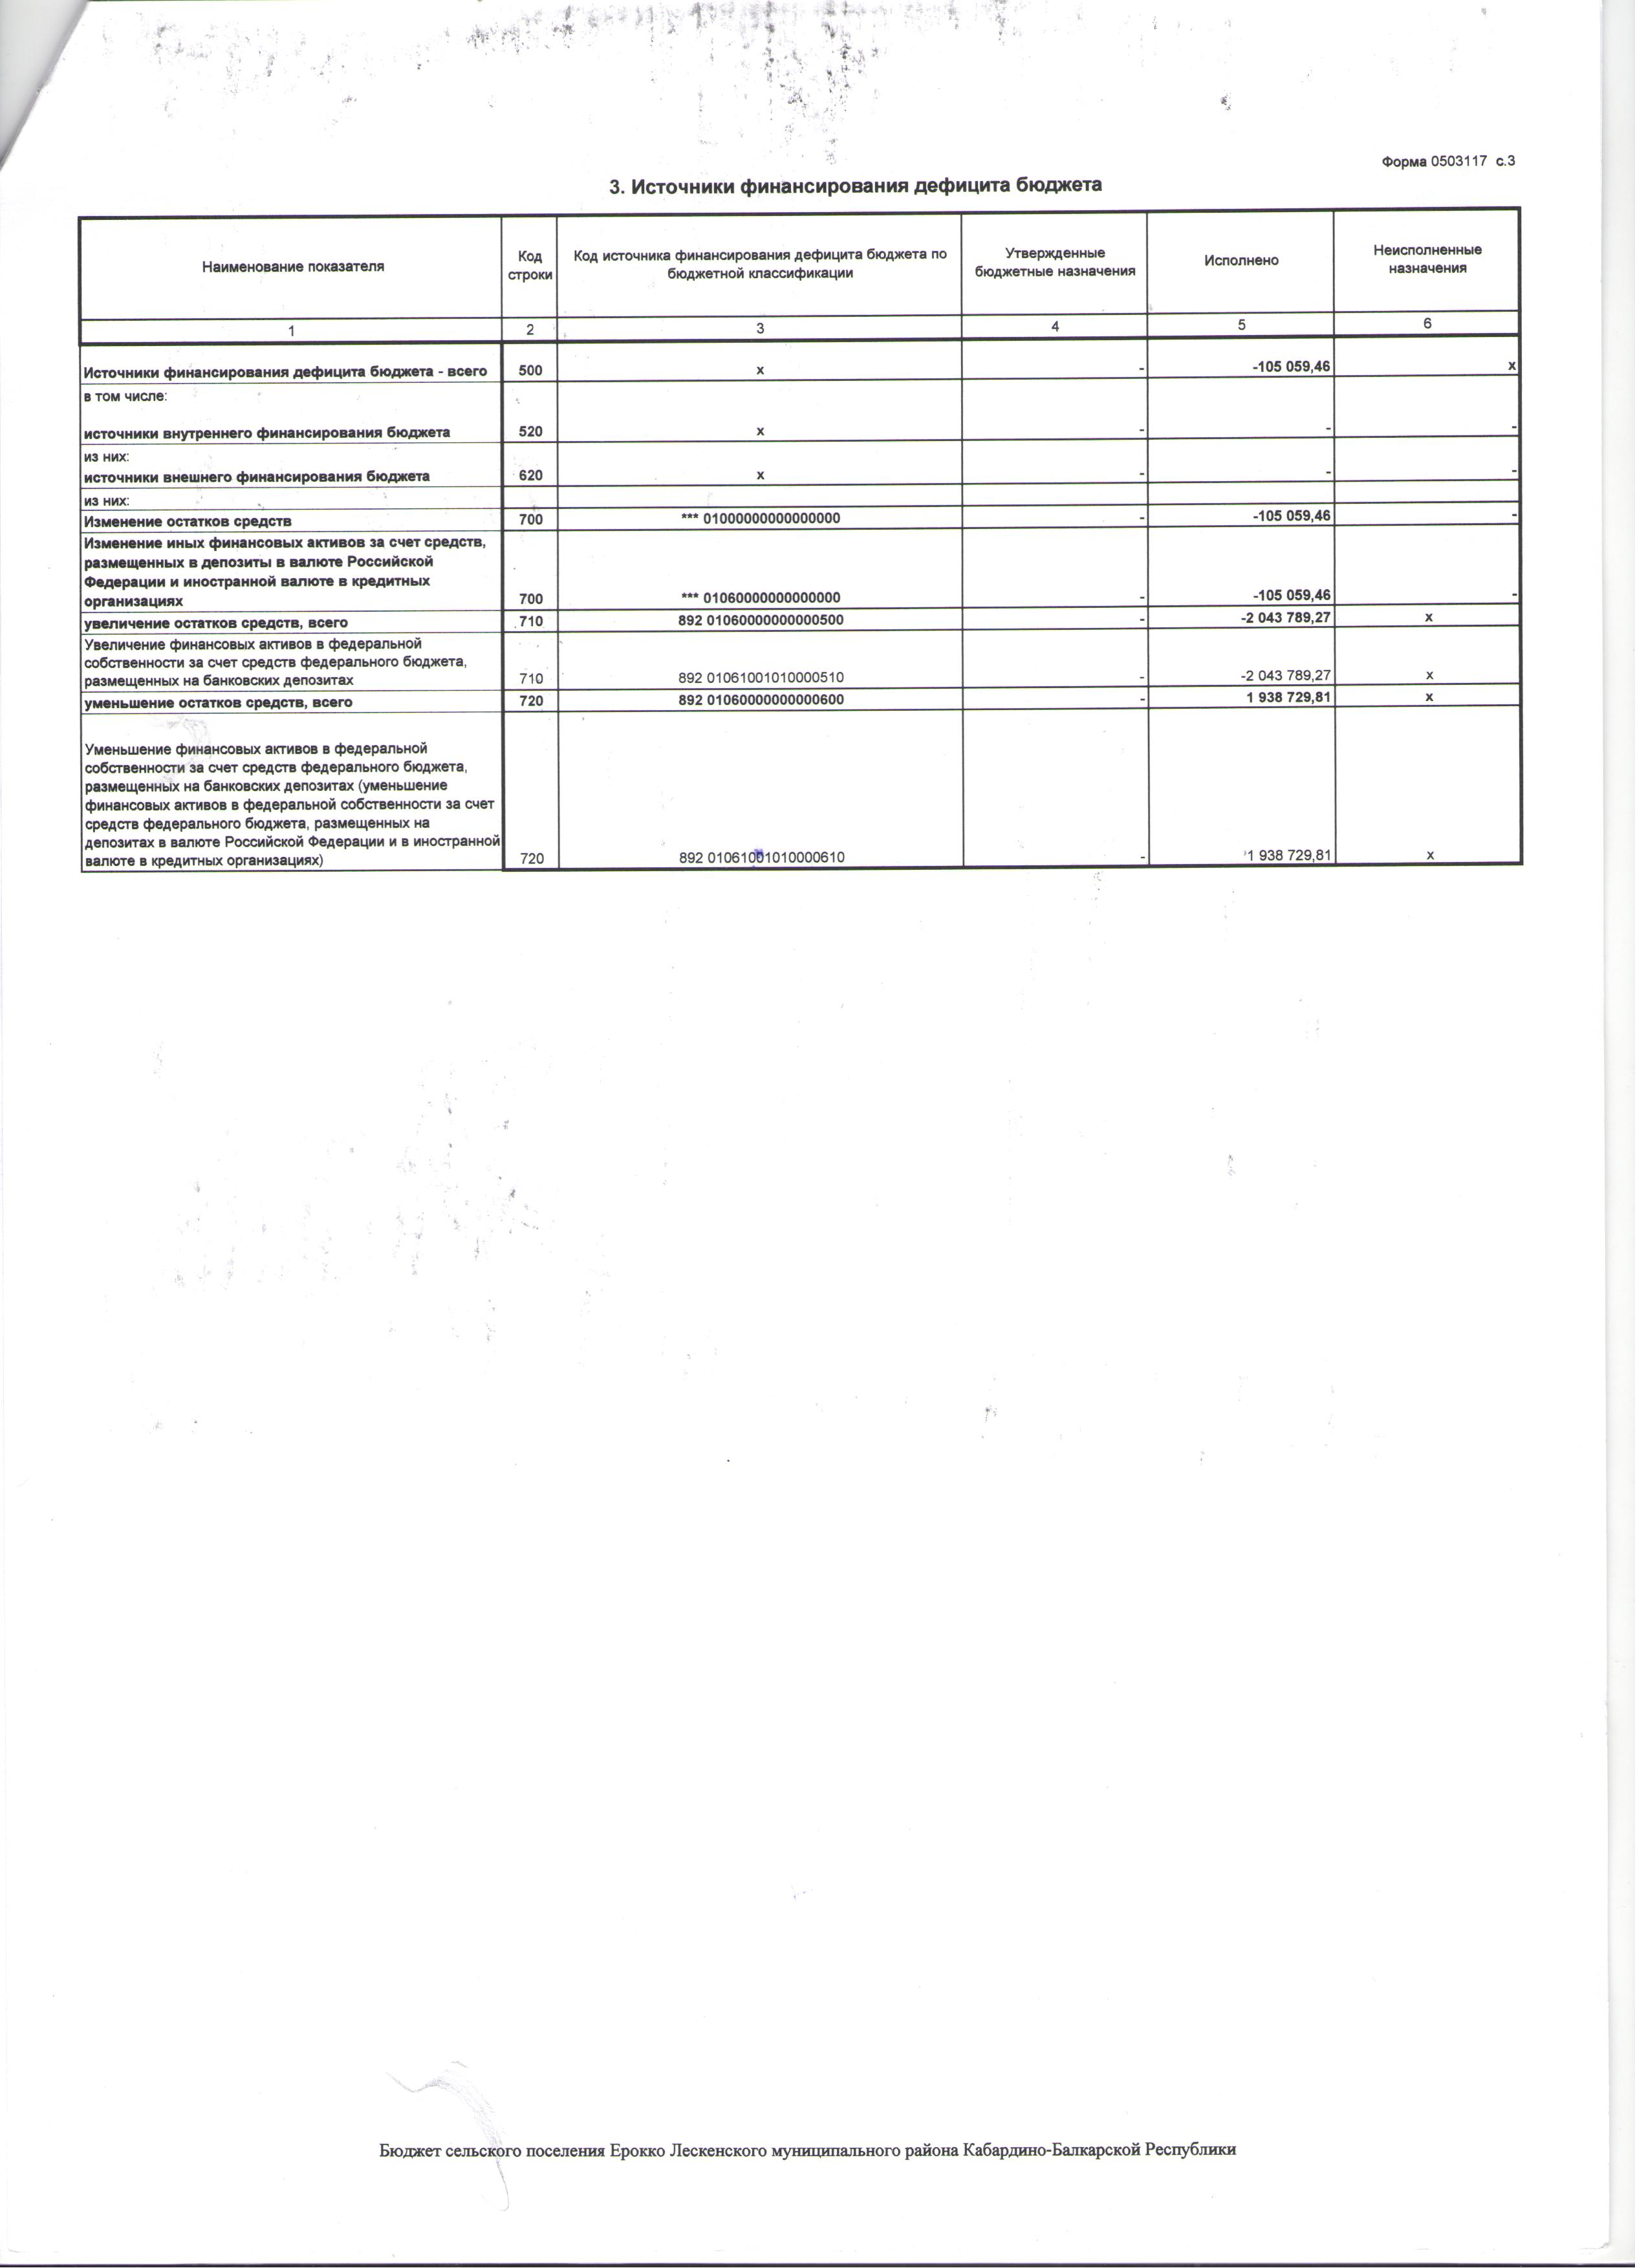 Форма 0503117 с.3
3. Источники финансирования дефицита бюджета
Наименование показателя
Код
строки
Код источника финансирования дефицита бюджета по
бюджетной классификации
Утвержденные
бюджетные назначения
Исполнено
Неисполненные
назначения
1 2 3 4 5 6
Источники финансирования дефицита бюджета - всего 500 x - -105 059,46 x
в том числе:
источники внутреннего финансирования бюджета 520 x - - -
из них:
источники внешнего финансирования бюджета 620 x - - -
из них:
Изменение остатков средств 700 *** 01000000000000000 - -105 059,46 -
Изменение иных финансовых активов за счет средств,
размещенных в депозиты в валюте Российской
Федерации и иностранной валюте в кредитных
организациях 700 *** 01060000000000000 - -105 059,46 -
увеличение остатков средств, всего 710 892 01060000000000500 - -2 043 789,27 x
Увеличение финансовых активов в федеральной
собственности за счет средств федерального бюджета,
размещенных на банковских депозитах 710 892 01061001010000510 - -2 043 789,27 x
уменьшение остатков средств, всего 720 892 01060000000000600 - 1 938 729,81 x
Уменьшение финансовых активов в федеральной
собственности за счет средств федерального бюджета,
размещенных на банковских депозитах (уменьшение
финансовых активов в федеральной собственности за счет
средств федерального бюджета, размещенных на
депозитах в валюте Российской Федерации и в иностранной
валюте в кредитных организациях) 720 892 01061001010000610 - 1 938 729,81 x
Бюджет сельского поселения Ерокко Лескенского муниципального района Кабардино-Балкарской Республики